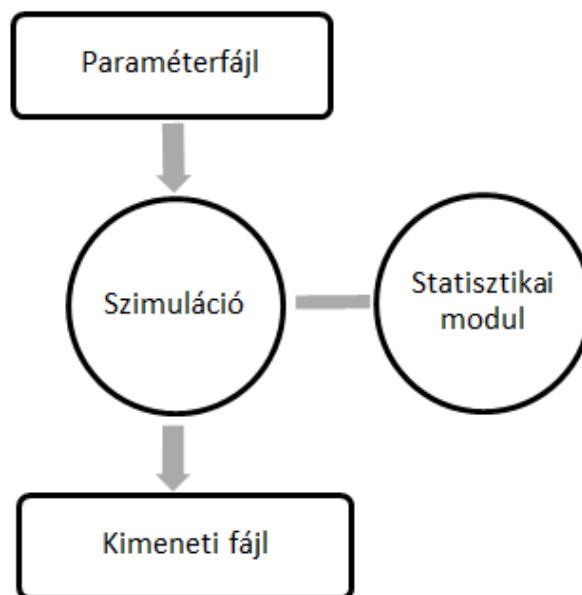 Paraméterfájl
Szimuláció
Statisztikai
modul
Kimeneti fájl